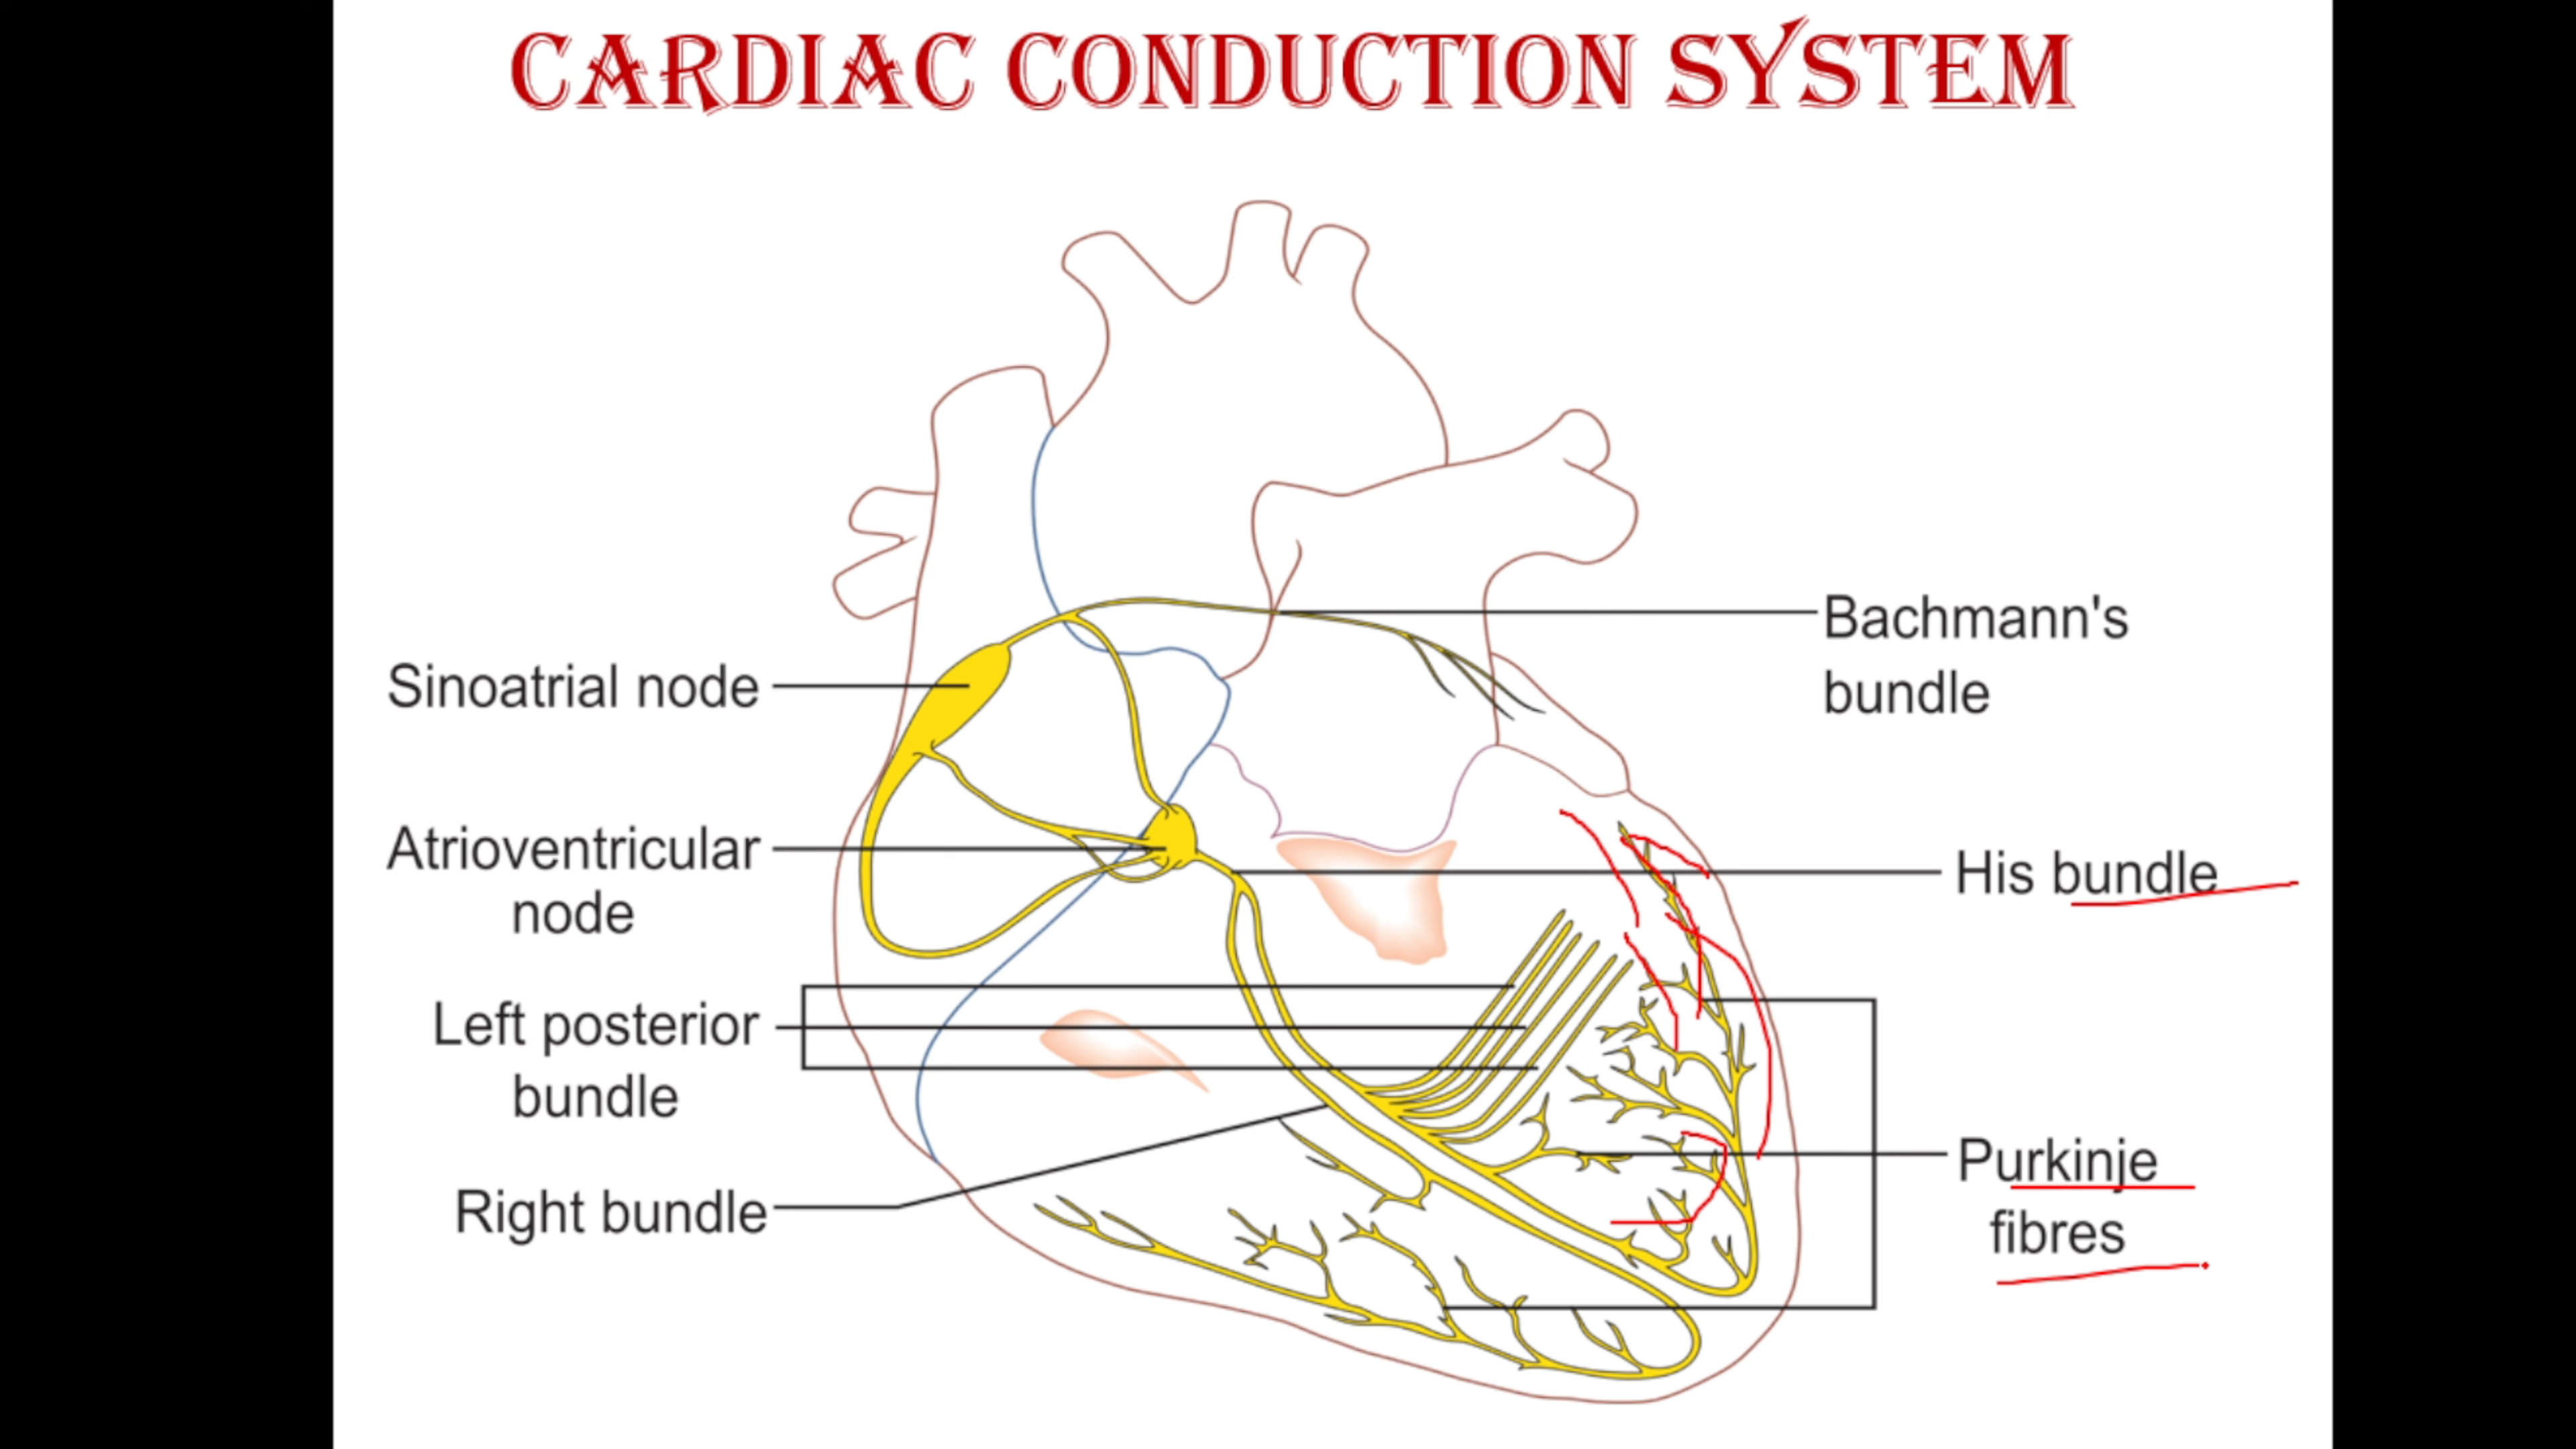 CARDIAC CONDUCTION SYSTEM
Bachmann's
bundle
Sinoatrial node
Atrioventricular
node
His bundle
Left posterior
bundle
Purkinje
fibres
Right bundle